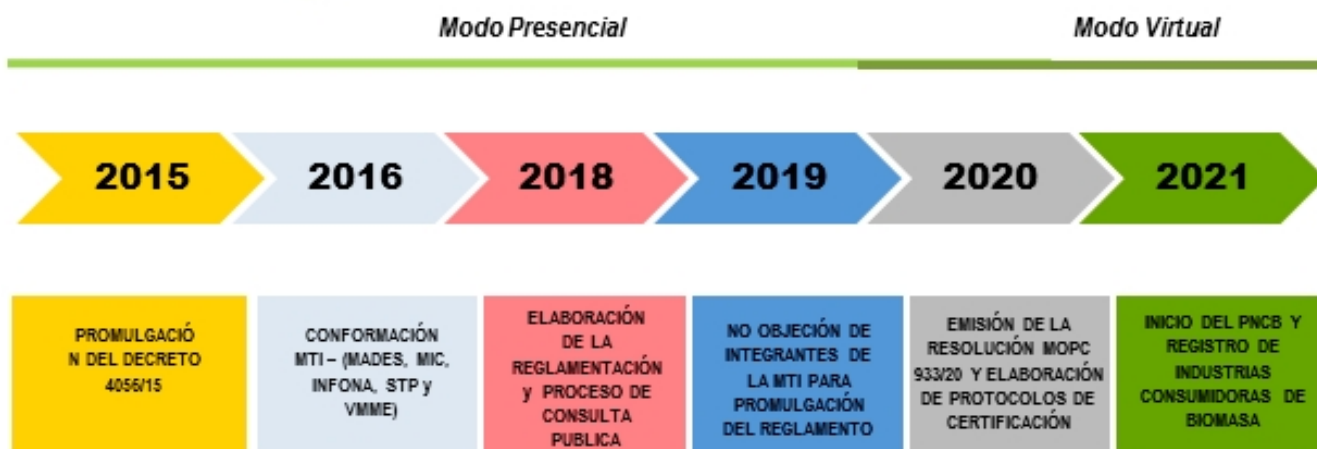 Modo Presencial
Modo Virtual
2015
2016
2018
2019
2020
2021
PROMULGACIÓ
N DEL DECRETO
4056/15
CONFORMACIÓN
MTI – (MADES, MIC,
INFONA, STP y
VMME)
ELABORACIÓN
DE LA
REGLAMENTACIÓN
y PROCESO DE
CONSULTA
PUBLICA
NO OBJECIÓN DE
INTEGRANTES DE
LA MTI PARA
PROMULGACIÓN
DEL REGLAMENTO
EMISIÓN DE LA
RESOLUCIÓN MOPC
933/20 Y ELABORACIÓN
DE PROTOCOLOS DE
CERTIFICACIÓN
INICIO DEL PNCB Y
REGISTRO DE
INDUSTRIAS
CONSUMIDORAS DE
BIOMASA